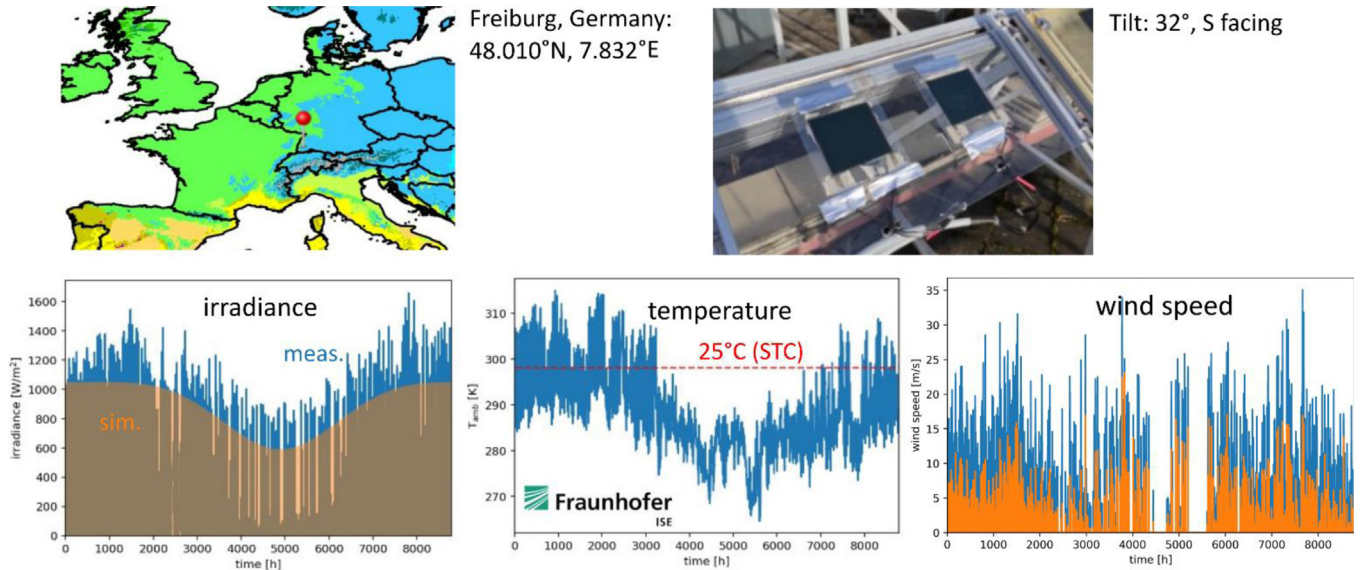 Freiburg, Germany:
48.010°N, 7.832°E
Tilt: 32°, S facing
irradiance
meas.
sim.
irradiance [W/m²]
1600
1400
1200
1000
800
600
400
200
0
0 1000 2000 3000 4000 5000 6000 7000 8000
time [h]
temperature
25°C (STC)
T_amb [K]
310
300
290
280
270
Fraunhofer
ISE
0 1000 2000 3000 4000 5000 6000 7000 8000
time [h]
wind speed
wind speed [m/s]
35
30
25
20
15
10
5
0
0 1000 2000 3000 4000 5000 6000 7000 8000
time [h]